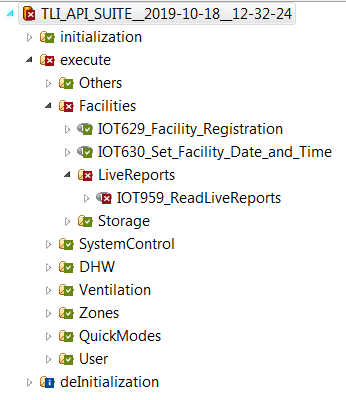 TLI_API_SUITE__2019-10-18__12-32-24
initialization
execute
Others
Facilities
IOT629_Facility_Registration
IOT630_Set_Facility_Date_and_Time
LiveReports
IOT959_ReadLiveReports
Storage
SystemControl
DHW
Ventilation
Zones
QuickModes
User
deInitialization